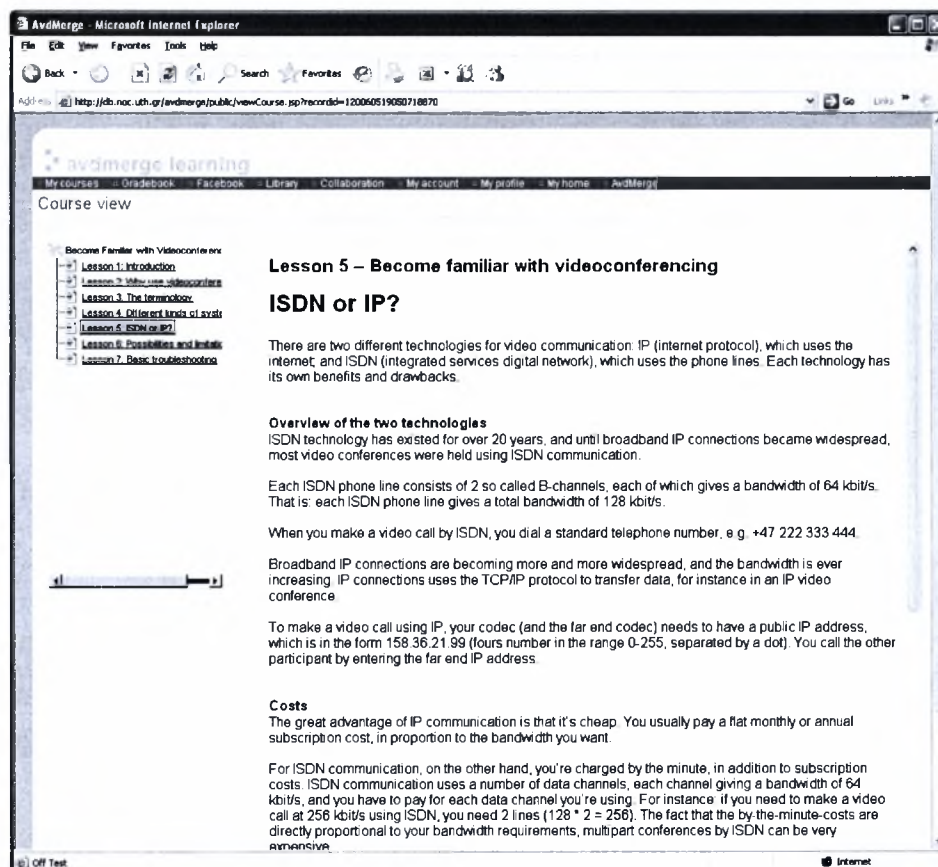 AvdMerge - Microsoft Internet Explorer
File Edit View Favorites Tools Help
Back Search Favorites
Address http://db.noc.uth.gr/avdmerge/public/viewCourse.jsp?recordid=120060519050718870 Go Links
avdmerge learning
My courses Gradebook Facebook Library Collaboration My account My profile My home AvdMerge
Course view
Become Familiar with Videoconferenc
Lesson 1: Introduction
Lesson 2: Why use videoconfere
Lesson 3. The terminology
Lesson 4. Different kinds of syste
Lesson 5. ISDN or IP?
Lesson 6: Possibilities and limitatic
Lesson 7. Basic troubleshooting
Lesson 5 – Become familiar with videoconferencing
ISDN or IP?
There are two different technologies for video communication: IP (internet protocol), which uses the
internet; and ISDN (integrated services digital network), which uses the phone lines. Each technology has
its own benefits and drawbacks.
Overview of the two technologies
ISDN technology has existed for over 20 years, and until broadband IP connections became widespread,
most video conferences were held using ISDN communication.
Each ISDN phone line consists of 2 so called B-channels, each of which gives a bandwidth of 64 kbit/s.
That is: each ISDN phone line gives a total bandwidth of 128 kbit/s.
When you make a video call by ISDN, you dial a standard telephone number, e.g. +47 222 333 444.
Broadband IP connections are becoming more and more widespread, and the bandwidth is ever
increasing. IP connections uses the TCP/IP protocol to transfer data, for instance in an IP video
conference.
To make a video call using IP, your codec (and the far end codec) needs to have a public IP address,
which is in the form 158.36.21.99 (fours number in the range 0-255, separated by a dot). You call the other
participant by entering the far end IP address.
Costs
The great advantage of IP communication is that it's cheap. You usually pay a flat monthly or annual
subscription cost, in proportion to the bandwidth you want.
For ISDN communication, on the other hand, you're charged by the minute, in addition to subscription
costs. ISDN communication uses a number of data channels, each channel giving a bandwidth of 64
kbit/s, and you have to pay for each data channel you're using. For instance: if you need to make a video
call at 256 kbit/s using ISDN, you need 2 lines (128 * 2 = 256). The fact that the by-the-minute-costs are
directly proportional to your bandwidth requirements, multipart conferences by ISDN can be very
expensive.
Off Text Internet